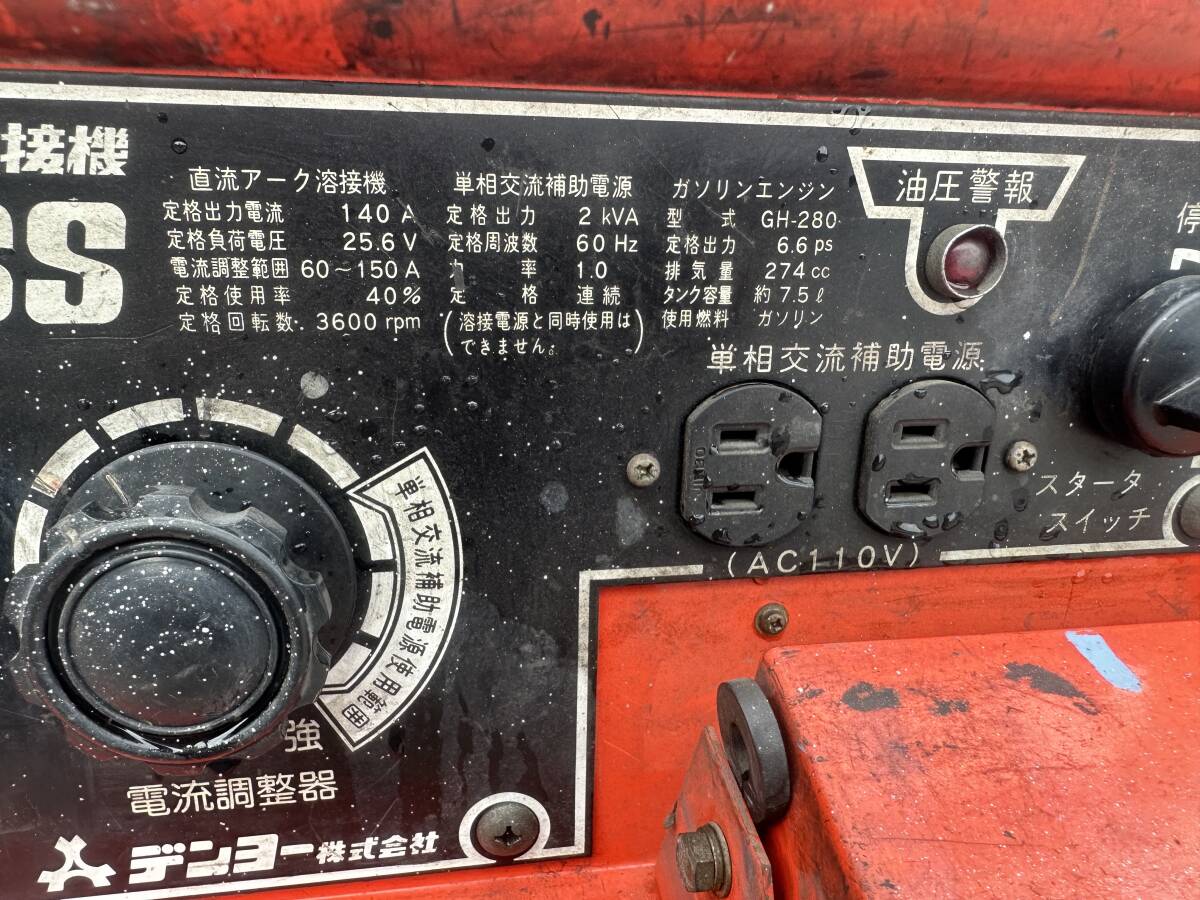 接機
SS
直流アーク溶接機
定格出力電流 140 A
定格負荷電圧 25.6 V
電流調整範囲 60～150 A
定格使用率 40%
定格回転数. 3600 rpm
単相交流補助電源
定格出力 2 kVA
定格周波数 60 Hz
力率 1.0
定格 連続
(溶接電源と同時使用は
できません。)
ガソリンエンジン
型式 GH-280
定格出力 6.6 ps
排気量 274 cc
タンク容量 約 7.5 ℓ
使用燃料 ガソリン
油圧警報
停
単相交流補助電源
(AC110V)
スタータ
スイッチ
単相交流補助電源使用範囲
強
電流調整器
デンヨー株式会社